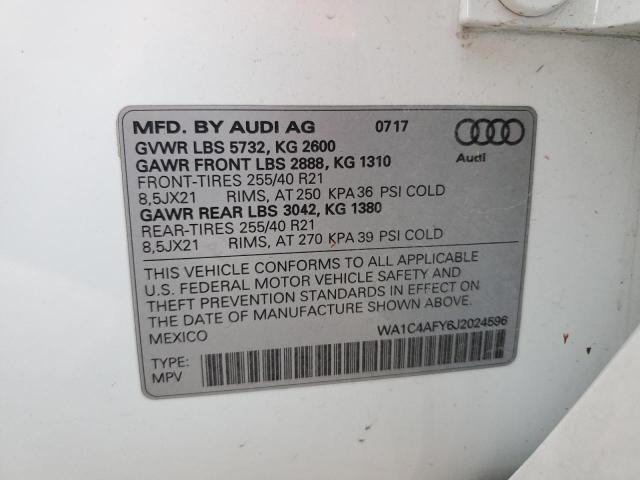 MFD. BY AUDI AG 0717
GVWR LBS 5732, KG 2600
GAWR FRONT LBS 2888, KG 1310
FRONT-TIRES 255/40 R21
8,5JX21 RIMS, AT 250 KPA 36 PSI COLD
GAWR REAR LBS 3042, KG 1380
REAR-TIRES 255/40 R21
8,5JX21 RIMS, AT 270 KPA 39 PSI COLD
Audi
THIS VEHICLE CONFORMS TO ALL APPLICABLE
U.S. FEDERAL MOTOR VEHICLE SAFETY AND
THEFT PREVENTION STANDARDS IN EFFECT ON
THE DATE OF MANUFACTURE SHOWN ABOVE.
MEXICO WA1C4AFY6J2024596
TYPE:
MPV